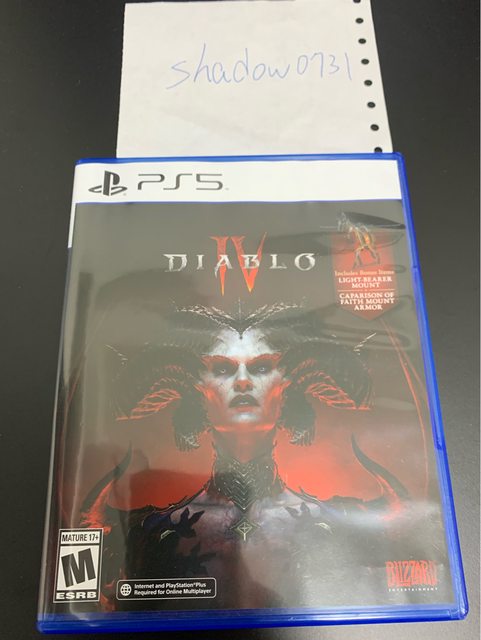 shadow0731
PS5
DIABLO
IV
Includes Bonus Items
LIGHT-BEARER
MOUNT
CAPARISON OF
FAITH MOUNT
ARMOR
MATURE 17+
M
ESRB
Internet and PlayStation®Plus
Required for Online Multiplayer
BLIZZARD
ENTERTAINMENT